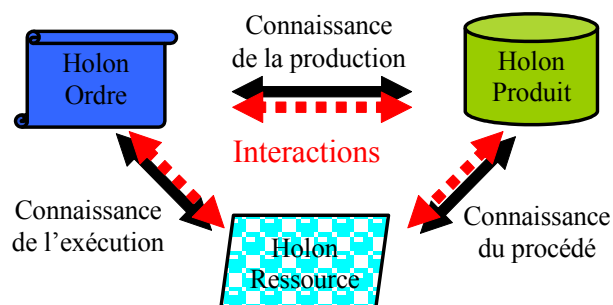 Connaissance
de la production
Holon
Ordre
Holon
Produit
Interactions
Connaissance
de l’exécution
Connaissance
du procédé
Holon
Ressource